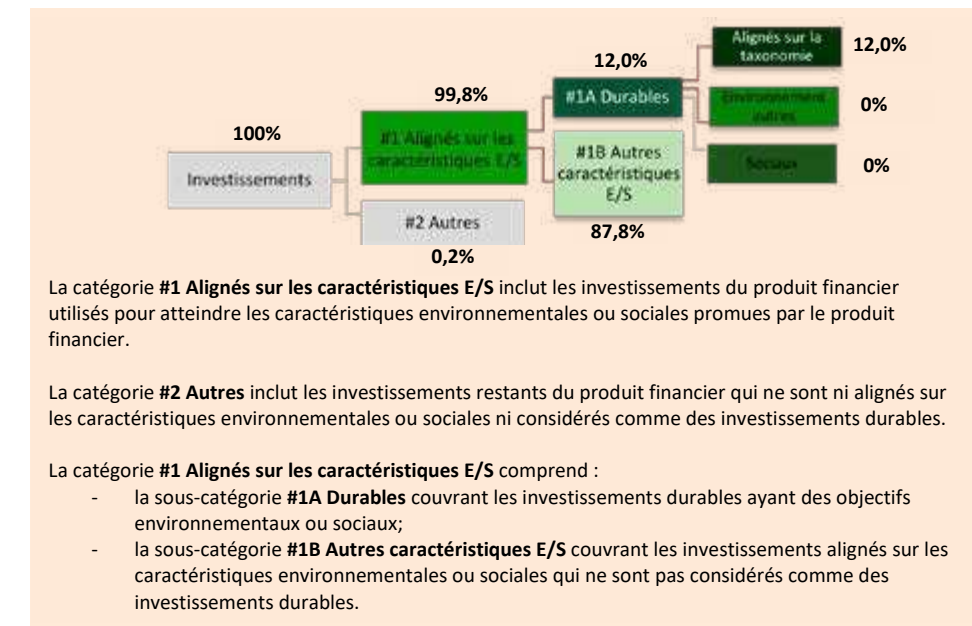 Alignés sur la
taxonomie
12,0%
12,0%
99,8%
#1A Durables
Environnement
autres
0%
100%
#1 Alignés sur les
caractéristiques E/S
#1B Autres
caractéristiques
E/S
Sociaux
0%
Investissements
#2 Autres
87,8%
0,2%
La catégorie #1 Alignés sur les caractéristiques E/S inclut les investissements du produit financier
utilisés pour atteindre les caractéristiques environnementales ou sociales promues par le produit
financier.
La catégorie #2 Autres inclut les investissements restants du produit financier qui ne sont ni alignés sur
les caractéristiques environnementales ou sociales ni considérés comme des investissements durables.
La catégorie #1 Alignés sur les caractéristiques E/S comprend :
- la sous-catégorie #1A Durables couvrant les investissements durables ayant des objectifs
environnementaux ou sociaux;
- la sous-catégorie #1B Autres caractéristiques E/S couvrant les investissements alignés sur les
caractéristiques environnementales ou sociales qui ne sont pas considérés comme des
investissements durables.